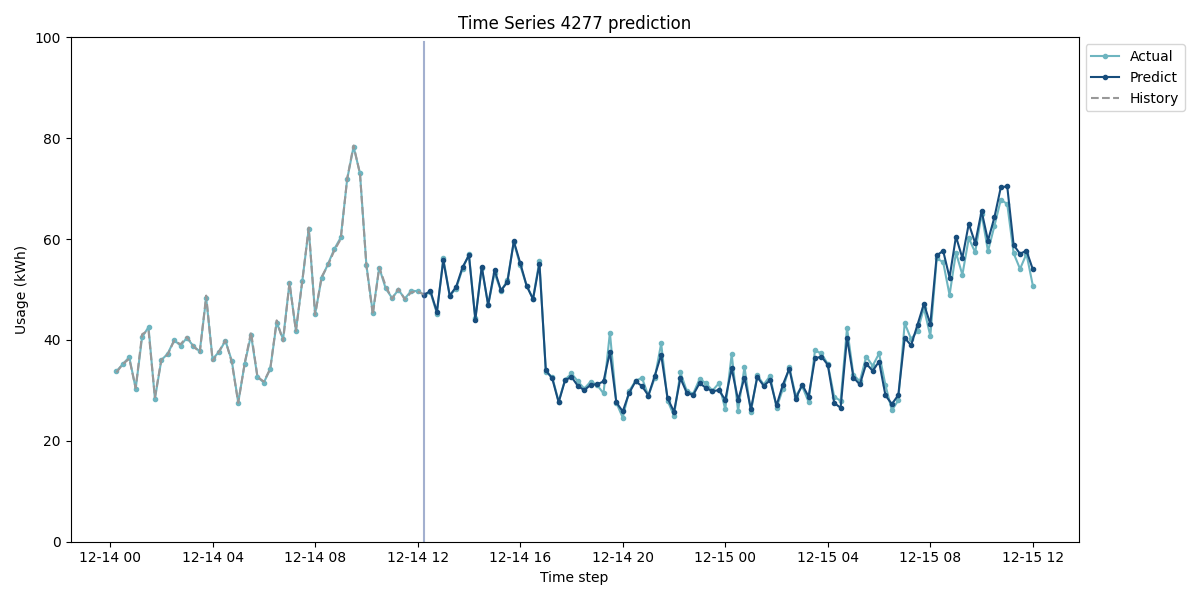 Time Series 4277 prediction
Actual
Predict
History
Usage (kWh)
100
80
60
40
20
0
12-14 00
12-14 04
12-14 08
12-14 12
12-14 16
12-14 20
12-15 00
12-15 04
12-15 08
12-15 12
Time step